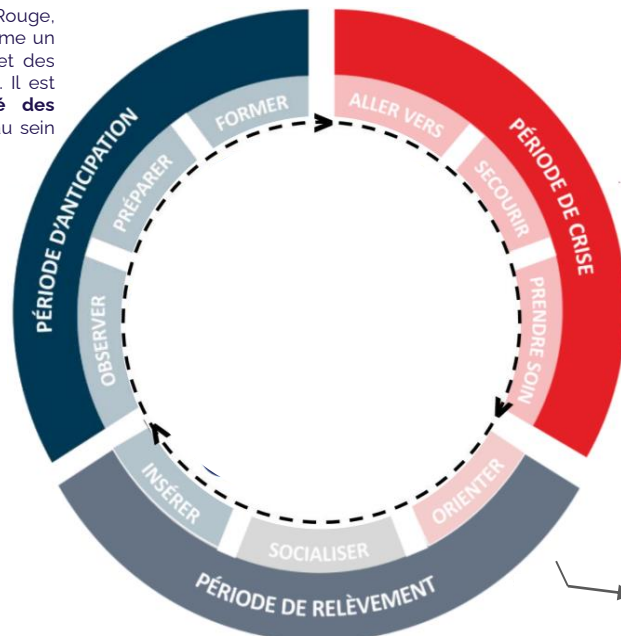 Rouge,
me un
et des
. Il est
é des
au sein
PÉRIODE D'ANTICIPATION
OBSERVER
PRÉPARER
FORMER
PÉRIODE DE CRISE
ALLER VERS
SECOURIR
PRENDRE SOIN
PÉRIODE DE RELÈVEMENT
ORIENTER
SOCIALISER
INSÉRER